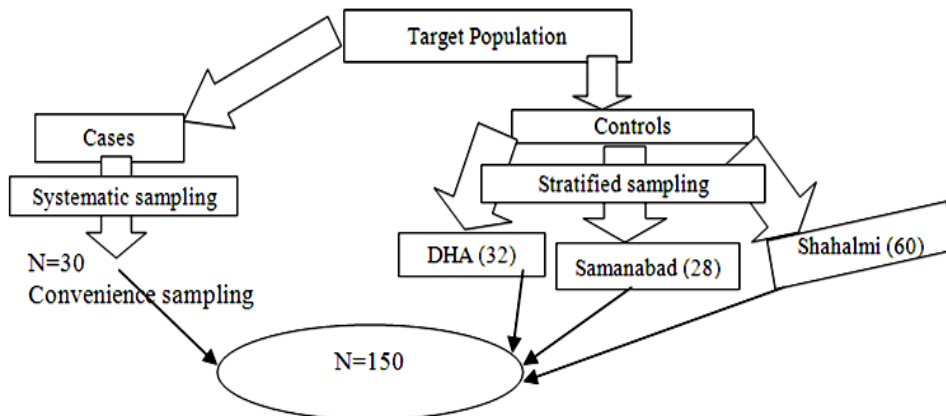 Target Population
Cases
Controls
Systematic sampling
Stratified sampling
N=30
Convenience sampling
DHA (32)
Samanabad (28)
Shahalmi (60)
N=150